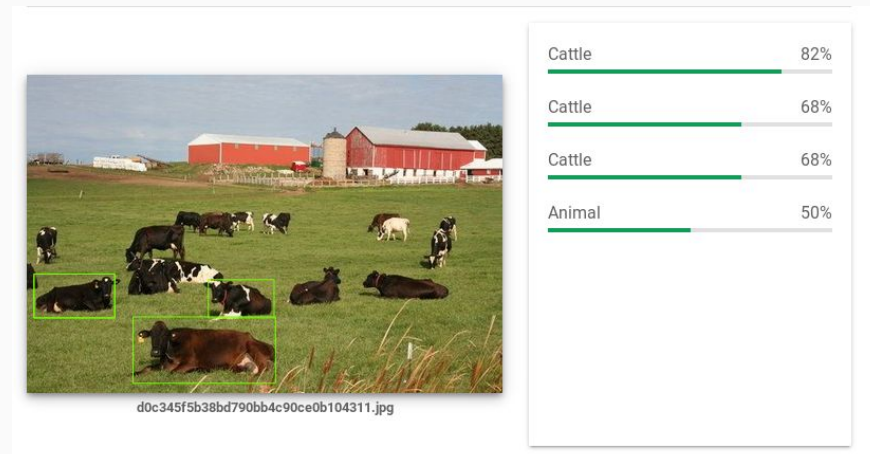 Cattle 82%
Cattle 68%
Cattle 68%
Animal 50%
d0c345f5b38bd790bb4c90ce0b104311.jpg